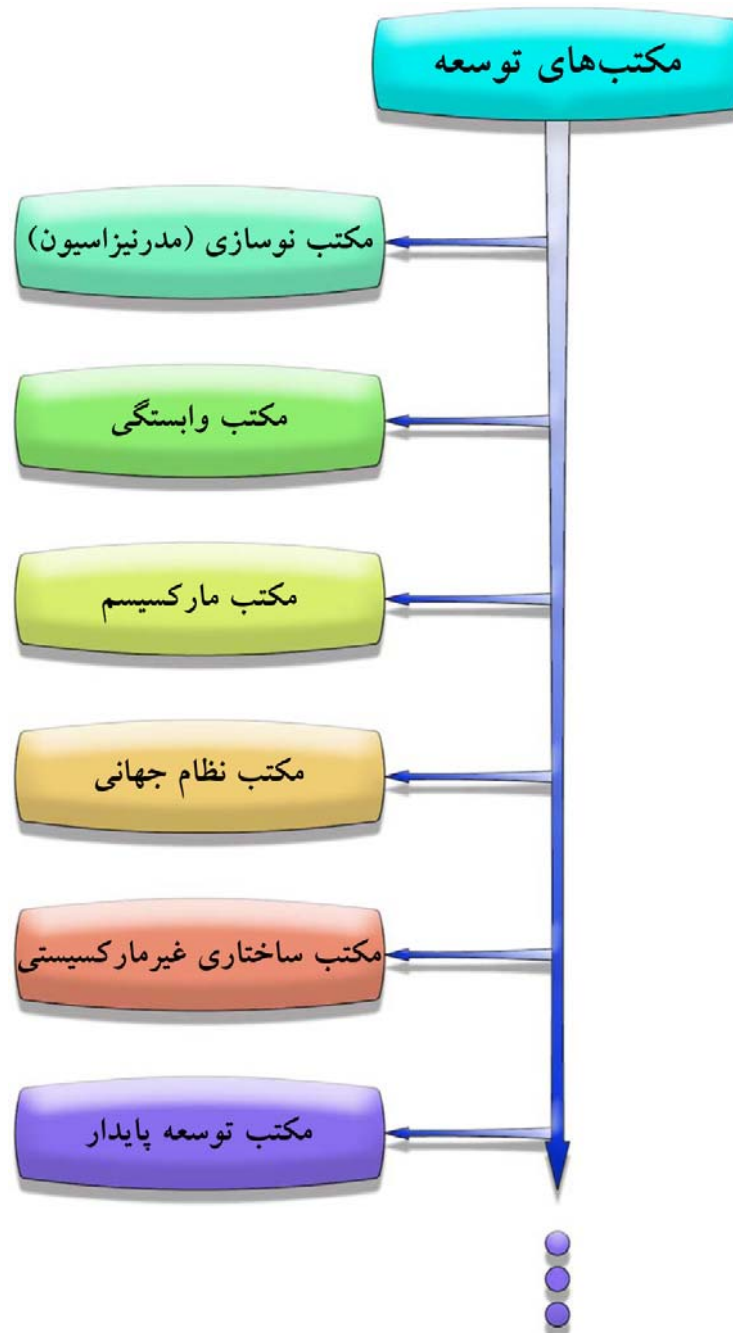 مکتب‌های توسعه
مکتب نوسازی (مدرنیزاسیون)
مکتب وابستگی
مکتب مارکسیسم
مکتب نظام جهانی
مکتب ساختاری غیرمارکسیستی
مکتب توسعه پایدار